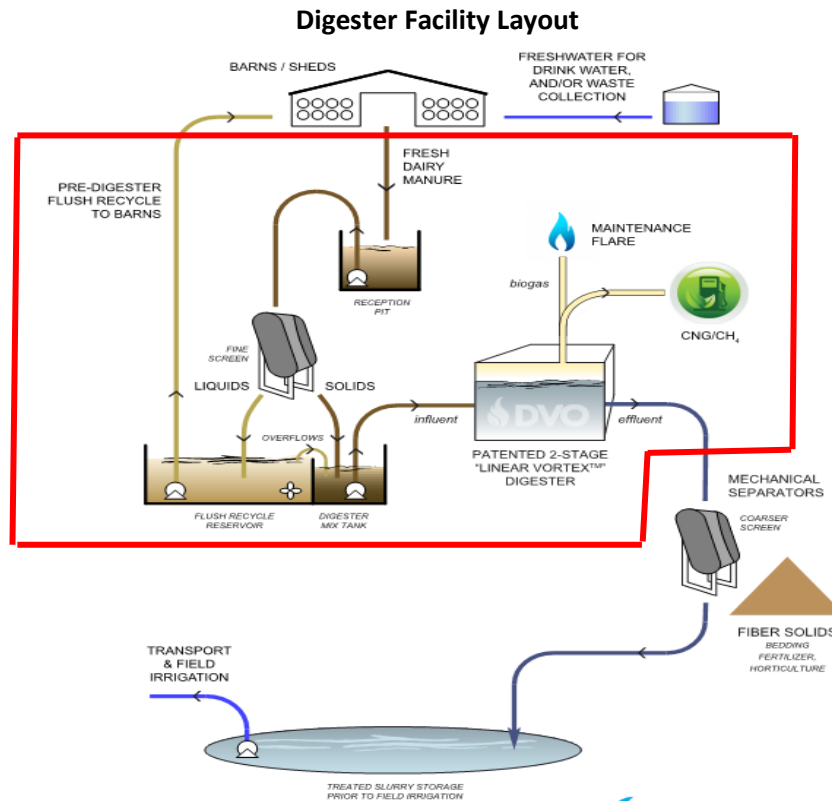 Digester Facility Layout
BARNS / SHEDS
FRESHWATER FOR
DRINK WATER,
AND/OR WASTE
COLLECTION
FRESH
DAIRY
MANURE
PRE-DIGESTER
FLUSH RECYCLE
TO BARNS
MAINTENANCE
FLARE
biogas
RECEPTION
PIT
CNG/CH₄
FINE
SCREEN
LIQUIDS
SOLIDS
OVERFLOWS
influent
DVO
effluent
PATENTED 2-STAGE
"LINEAR VORTEX™"
DIGESTER
FLUSH RECYCLE
RESERVOIR
DIGESTER
MIX TANK
MECHANICAL
SEPARATORS
COARSER
SCREEN
FIBER SOLIDS
BEDDING
FERTILIZER,
HORTICULTURE
TRANSPORT
& FIELD
IRRIGATION
TREATED SLURRY STORAGE
PRIOR TO FIELD IRRIGATION